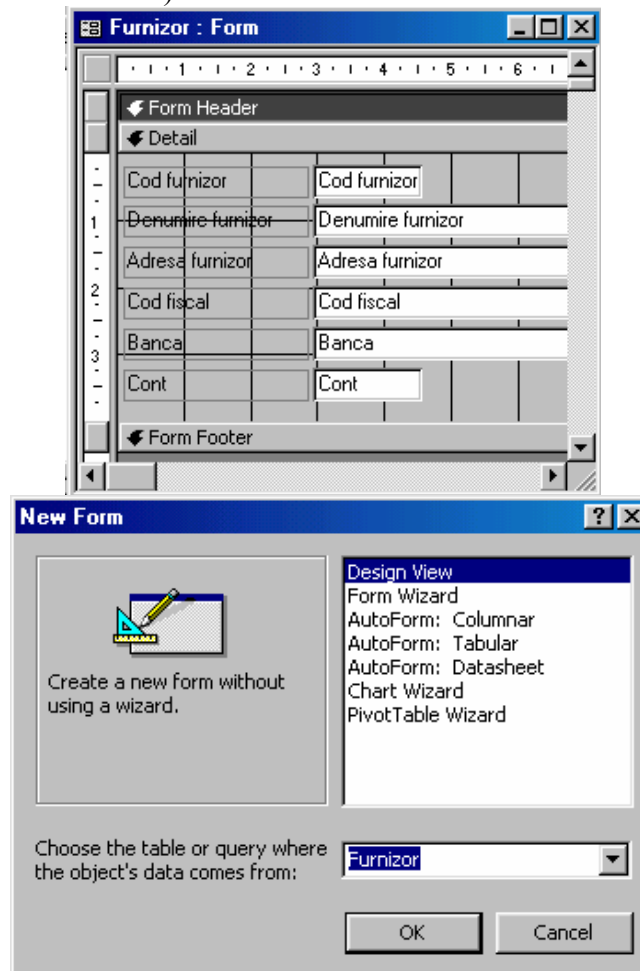 )
Furnizor : Form
1 2 3 4 5 6
Form Header
Detail
Cod furnizor Cod furnizor
1
Denumire furnizor Denumire furnizor
Adresa furnizor Adresa furnizor
2
Cod fiscal Cod fiscal
Banca Banca
3
Cont Cont
Form Footer
New Form
Design View
Form Wizard
AutoForm: Columnar
AutoForm: Tabular
AutoForm: Datasheet
Chart Wizard
PivotTable Wizard
Create a new form without
using a wizard.
Choose the table or query where
the object's data comes from:
Furnizor
OK Cancel